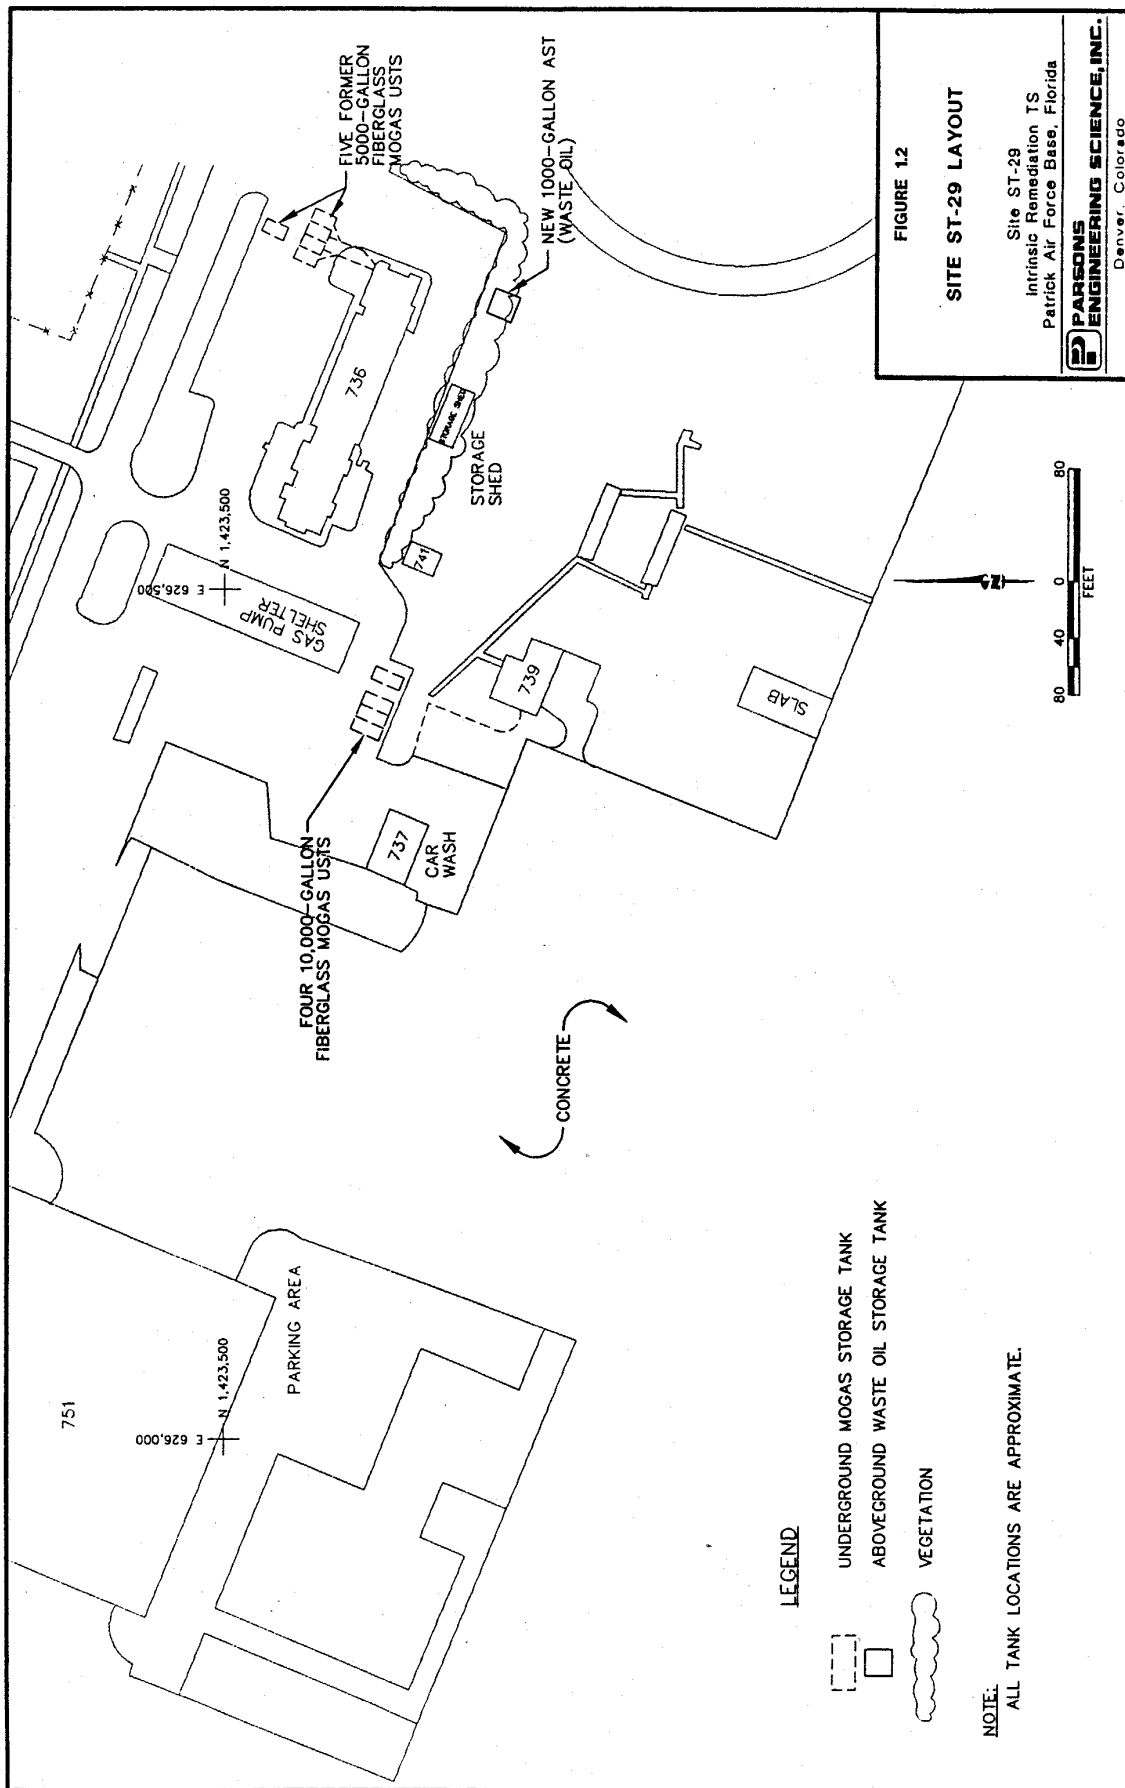 FIVE FORMER
5000-GALLON
FIBERGLASS
MOGAS USTS
NEW 1000-GALLON AST
(WASTE OIL)
736
STORAGE SHED
STORAGE
SHED
741
N 1,423,500
E 626,500
GAS PUMP
SHELTER
739
SLAB
FOUR 10,000-GALLON
FIBERGLASS MOGAS USTS
737
CAR
WASH
CONCRETE
751
N 1,423,500
E 626,000
PARKING AREA
LEGEND
UNDERGROUND MOGAS STORAGE TANK
ABOVEGROUND WASTE OIL STORAGE TANK
VEGETATION
NOTE:
ALL TANK LOCATIONS ARE APPROXIMATE.
80 40 0 80
FEET
FIGURE 1.2
SITE ST-29 LAYOUT
Site ST-29
Intrinsic Remediation TS
Patrick Air Force Base, Florida
PARSONS
ENGINEERING SCIENCE, INC.
Denver, Colorado